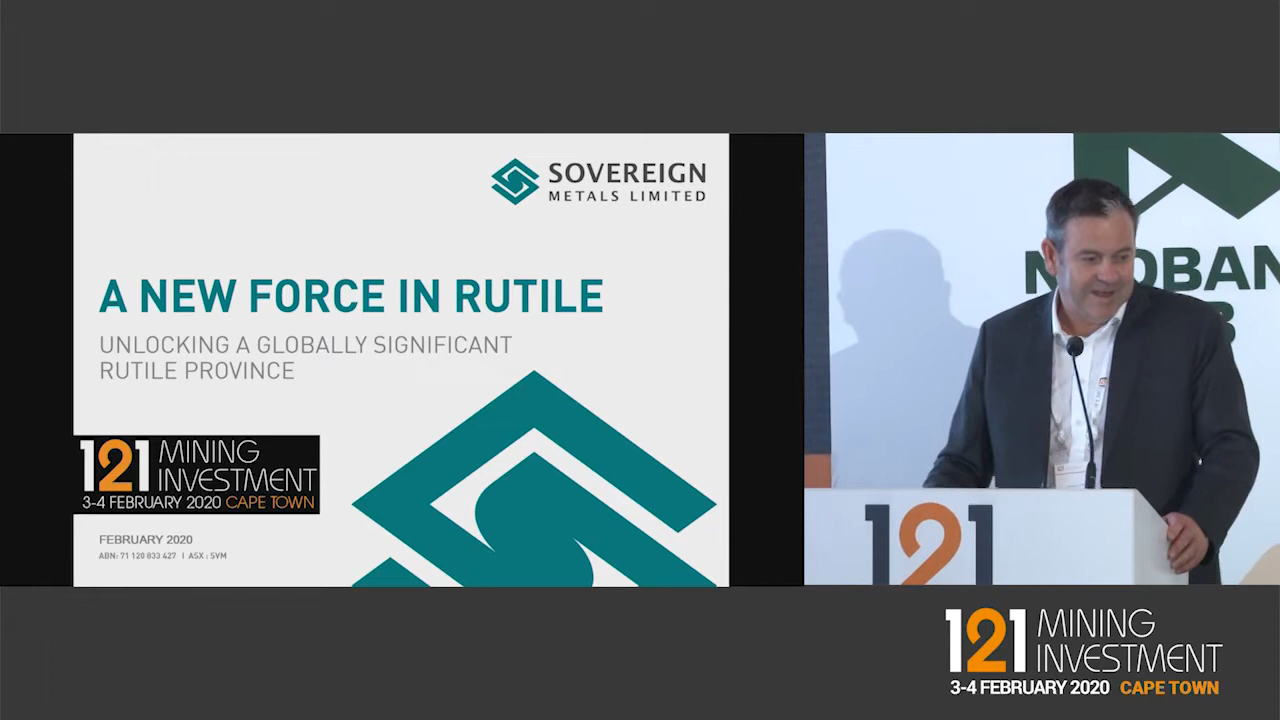 SOVEREIGN
METALS LIMITED
A NEW FORCE IN RUTILE
UNLOCKING A GLOBALLY SIGNIFICANT
RUTILE PROVINCE
121 MINING
INVESTMENT
3-4 FEBRUARY 2020 CAPE TOWN
FEBRUARY 2020
ABN: 71 120 833 427 | ASX : SVM
121
121 MINING
INVESTMENT
3-4 FEBRUARY 2020 CAPE TOWN